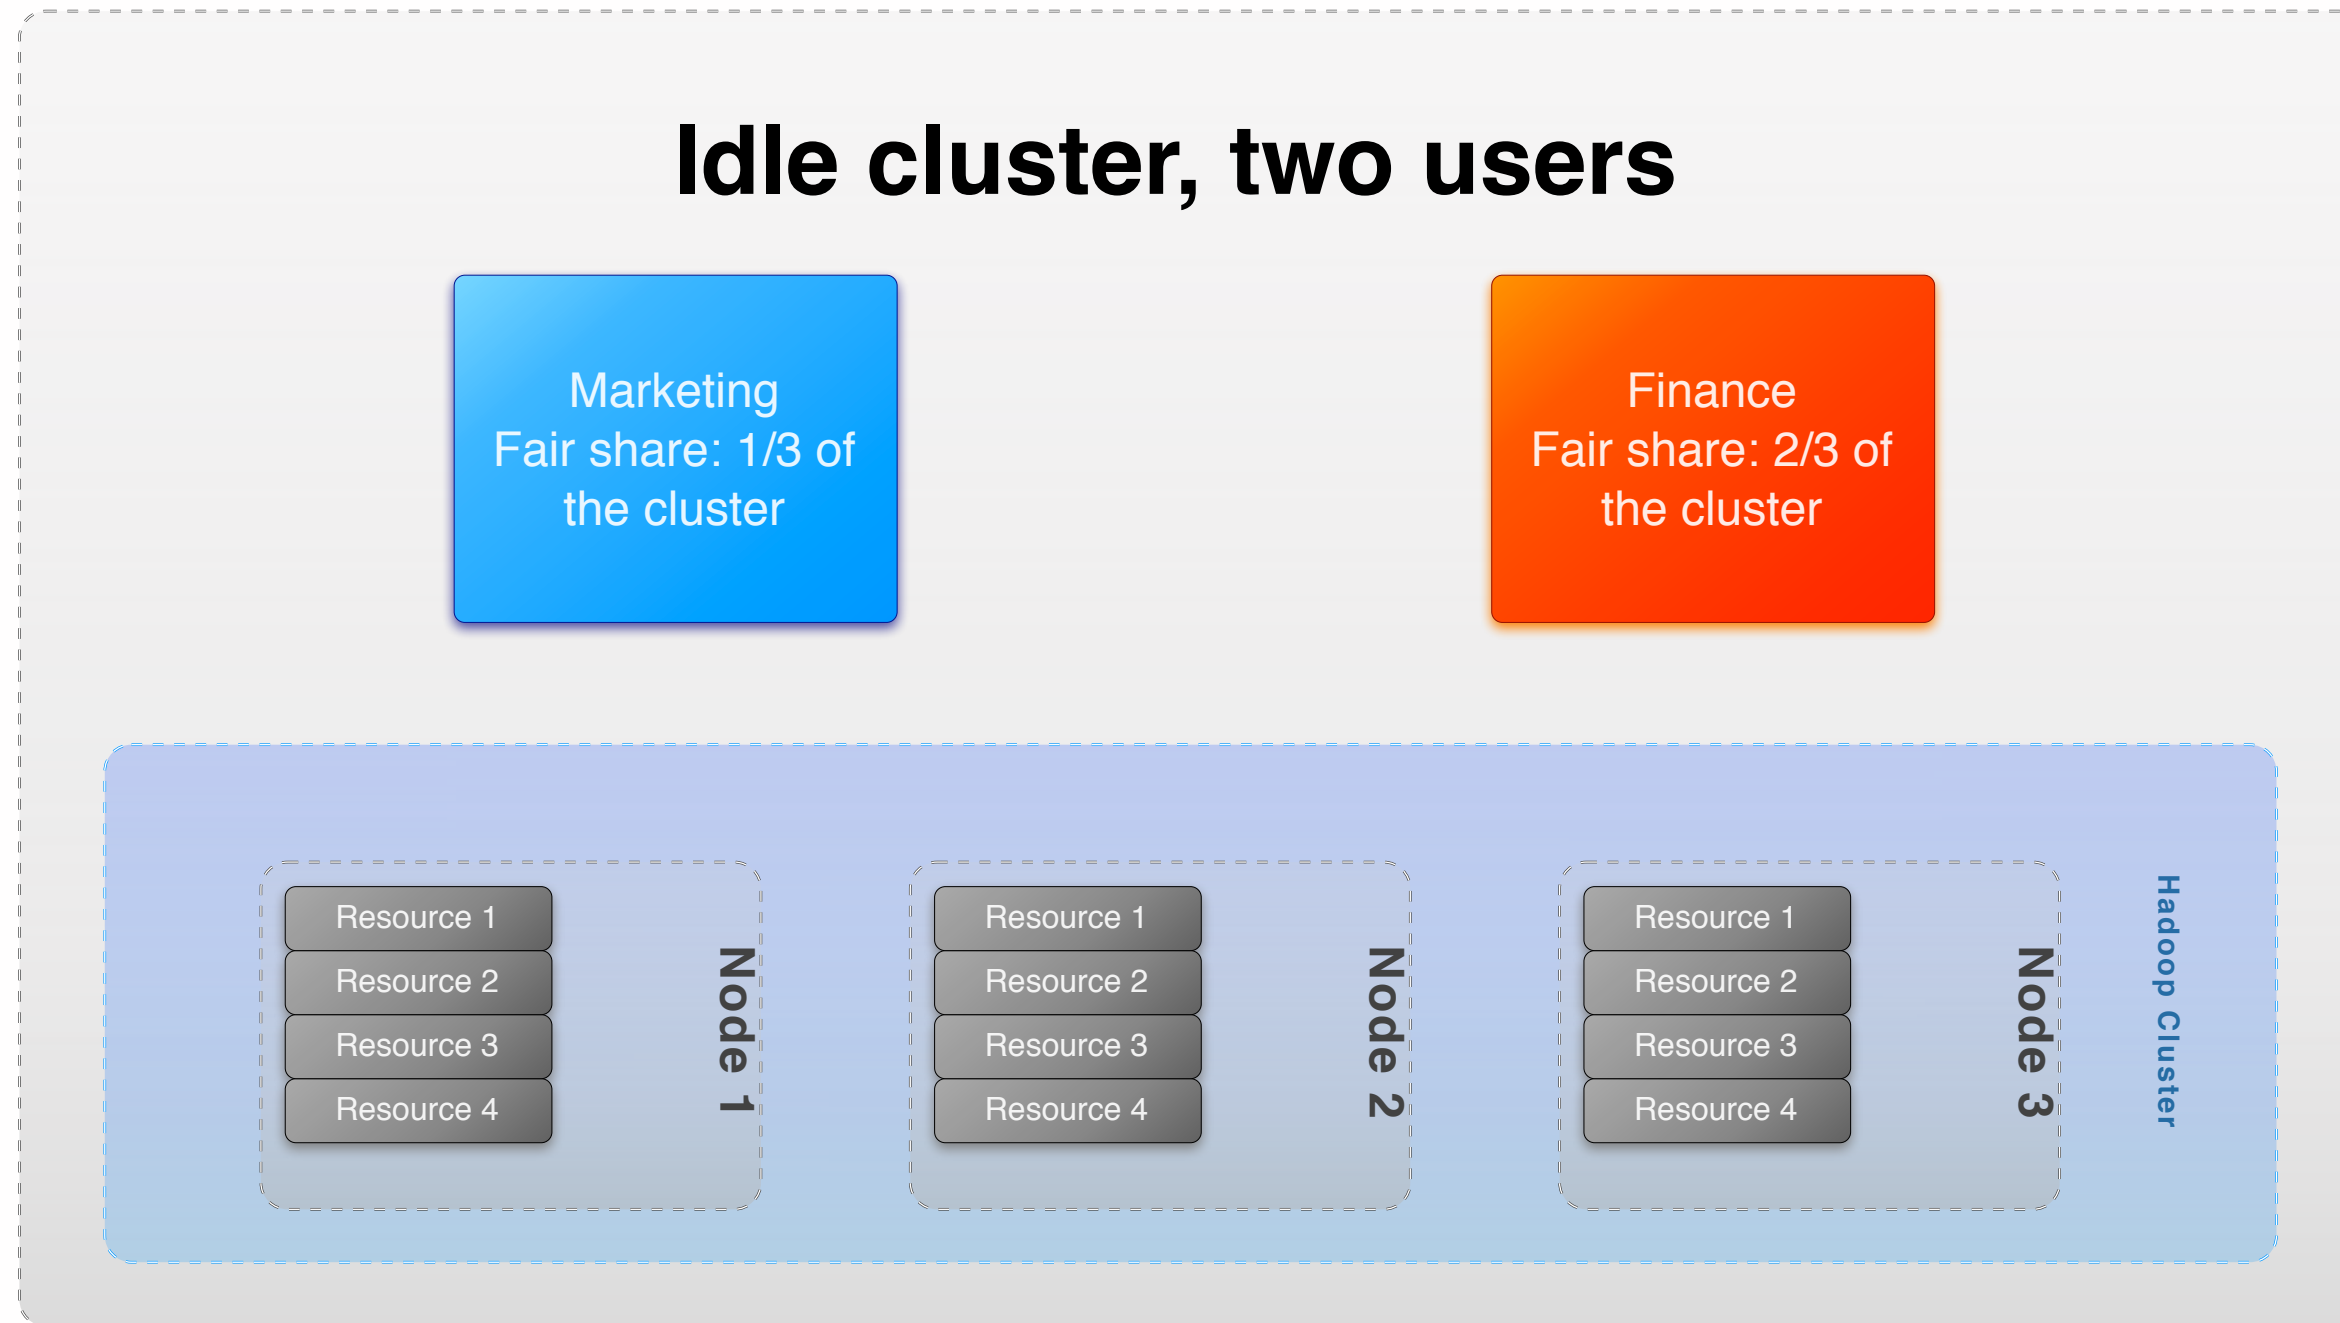 Idle cluster, two users
Marketing
Fair share: 1/3 of
the cluster
Finance
Fair share: 2/3 of
the cluster
Resource 1
Resource 2
Resource 3
Resource 4
Node 1
Resource 1
Resource 2
Resource 3
Resource 4
Node 2
Resource 1
Resource 2
Resource 3
Resource 4
Node 3
Hadoop Cluster